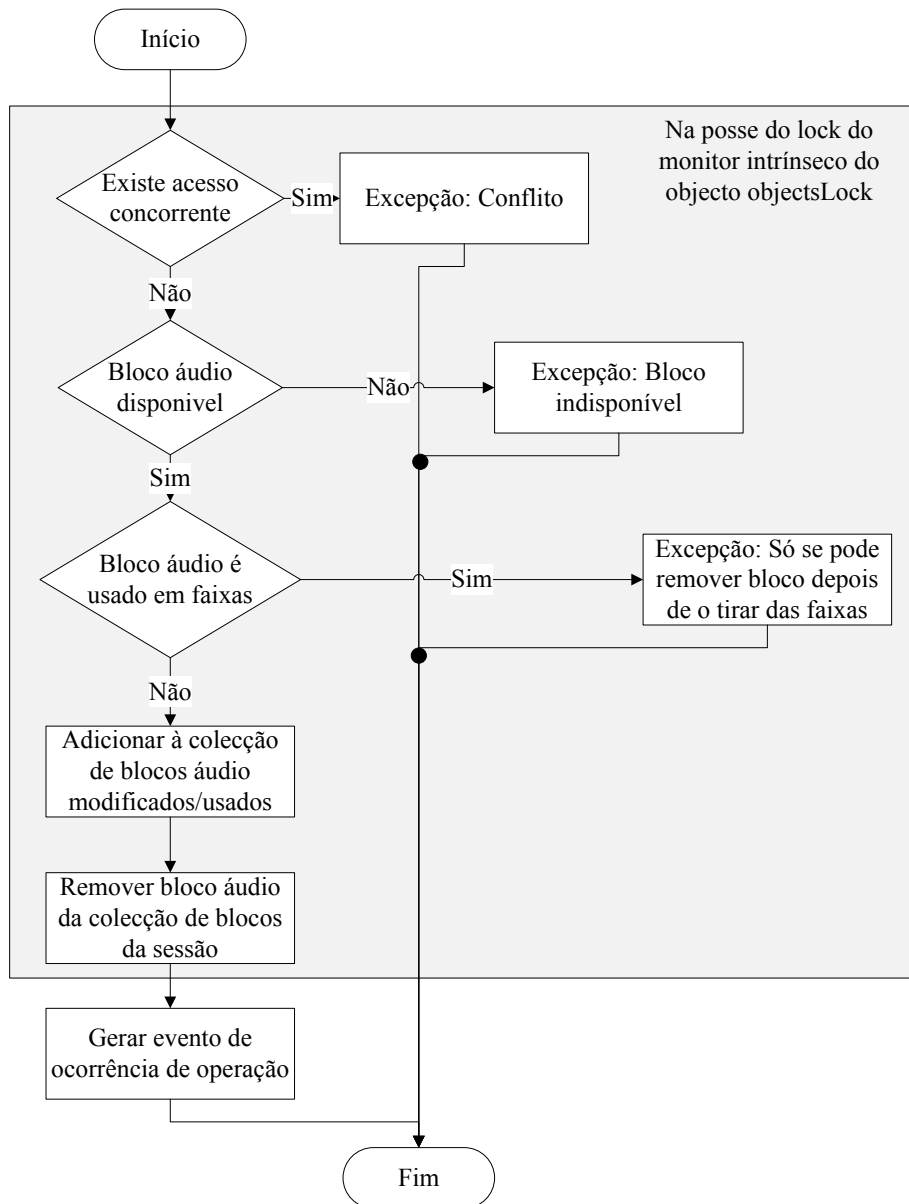 Início
Na posse do lock do
monitor intrínseco do
objecto objectsLock
Existe acesso
concorrente
Sim
Excepção: Conflito
Não
Bloco áudio
disponivel
Não
Excepção: Bloco
indisponível
Sim
Bloco áudio é
usado em faixas
Sim
Excepção: Só se pode
remover bloco depois
de o tirar das faixas
Não
Adicionar à colecção
de blocos áudio
modificados/usados
Remover bloco áudio
da colecção de blocos
da sessão
Gerar evento de
ocorrência de operação
Fim